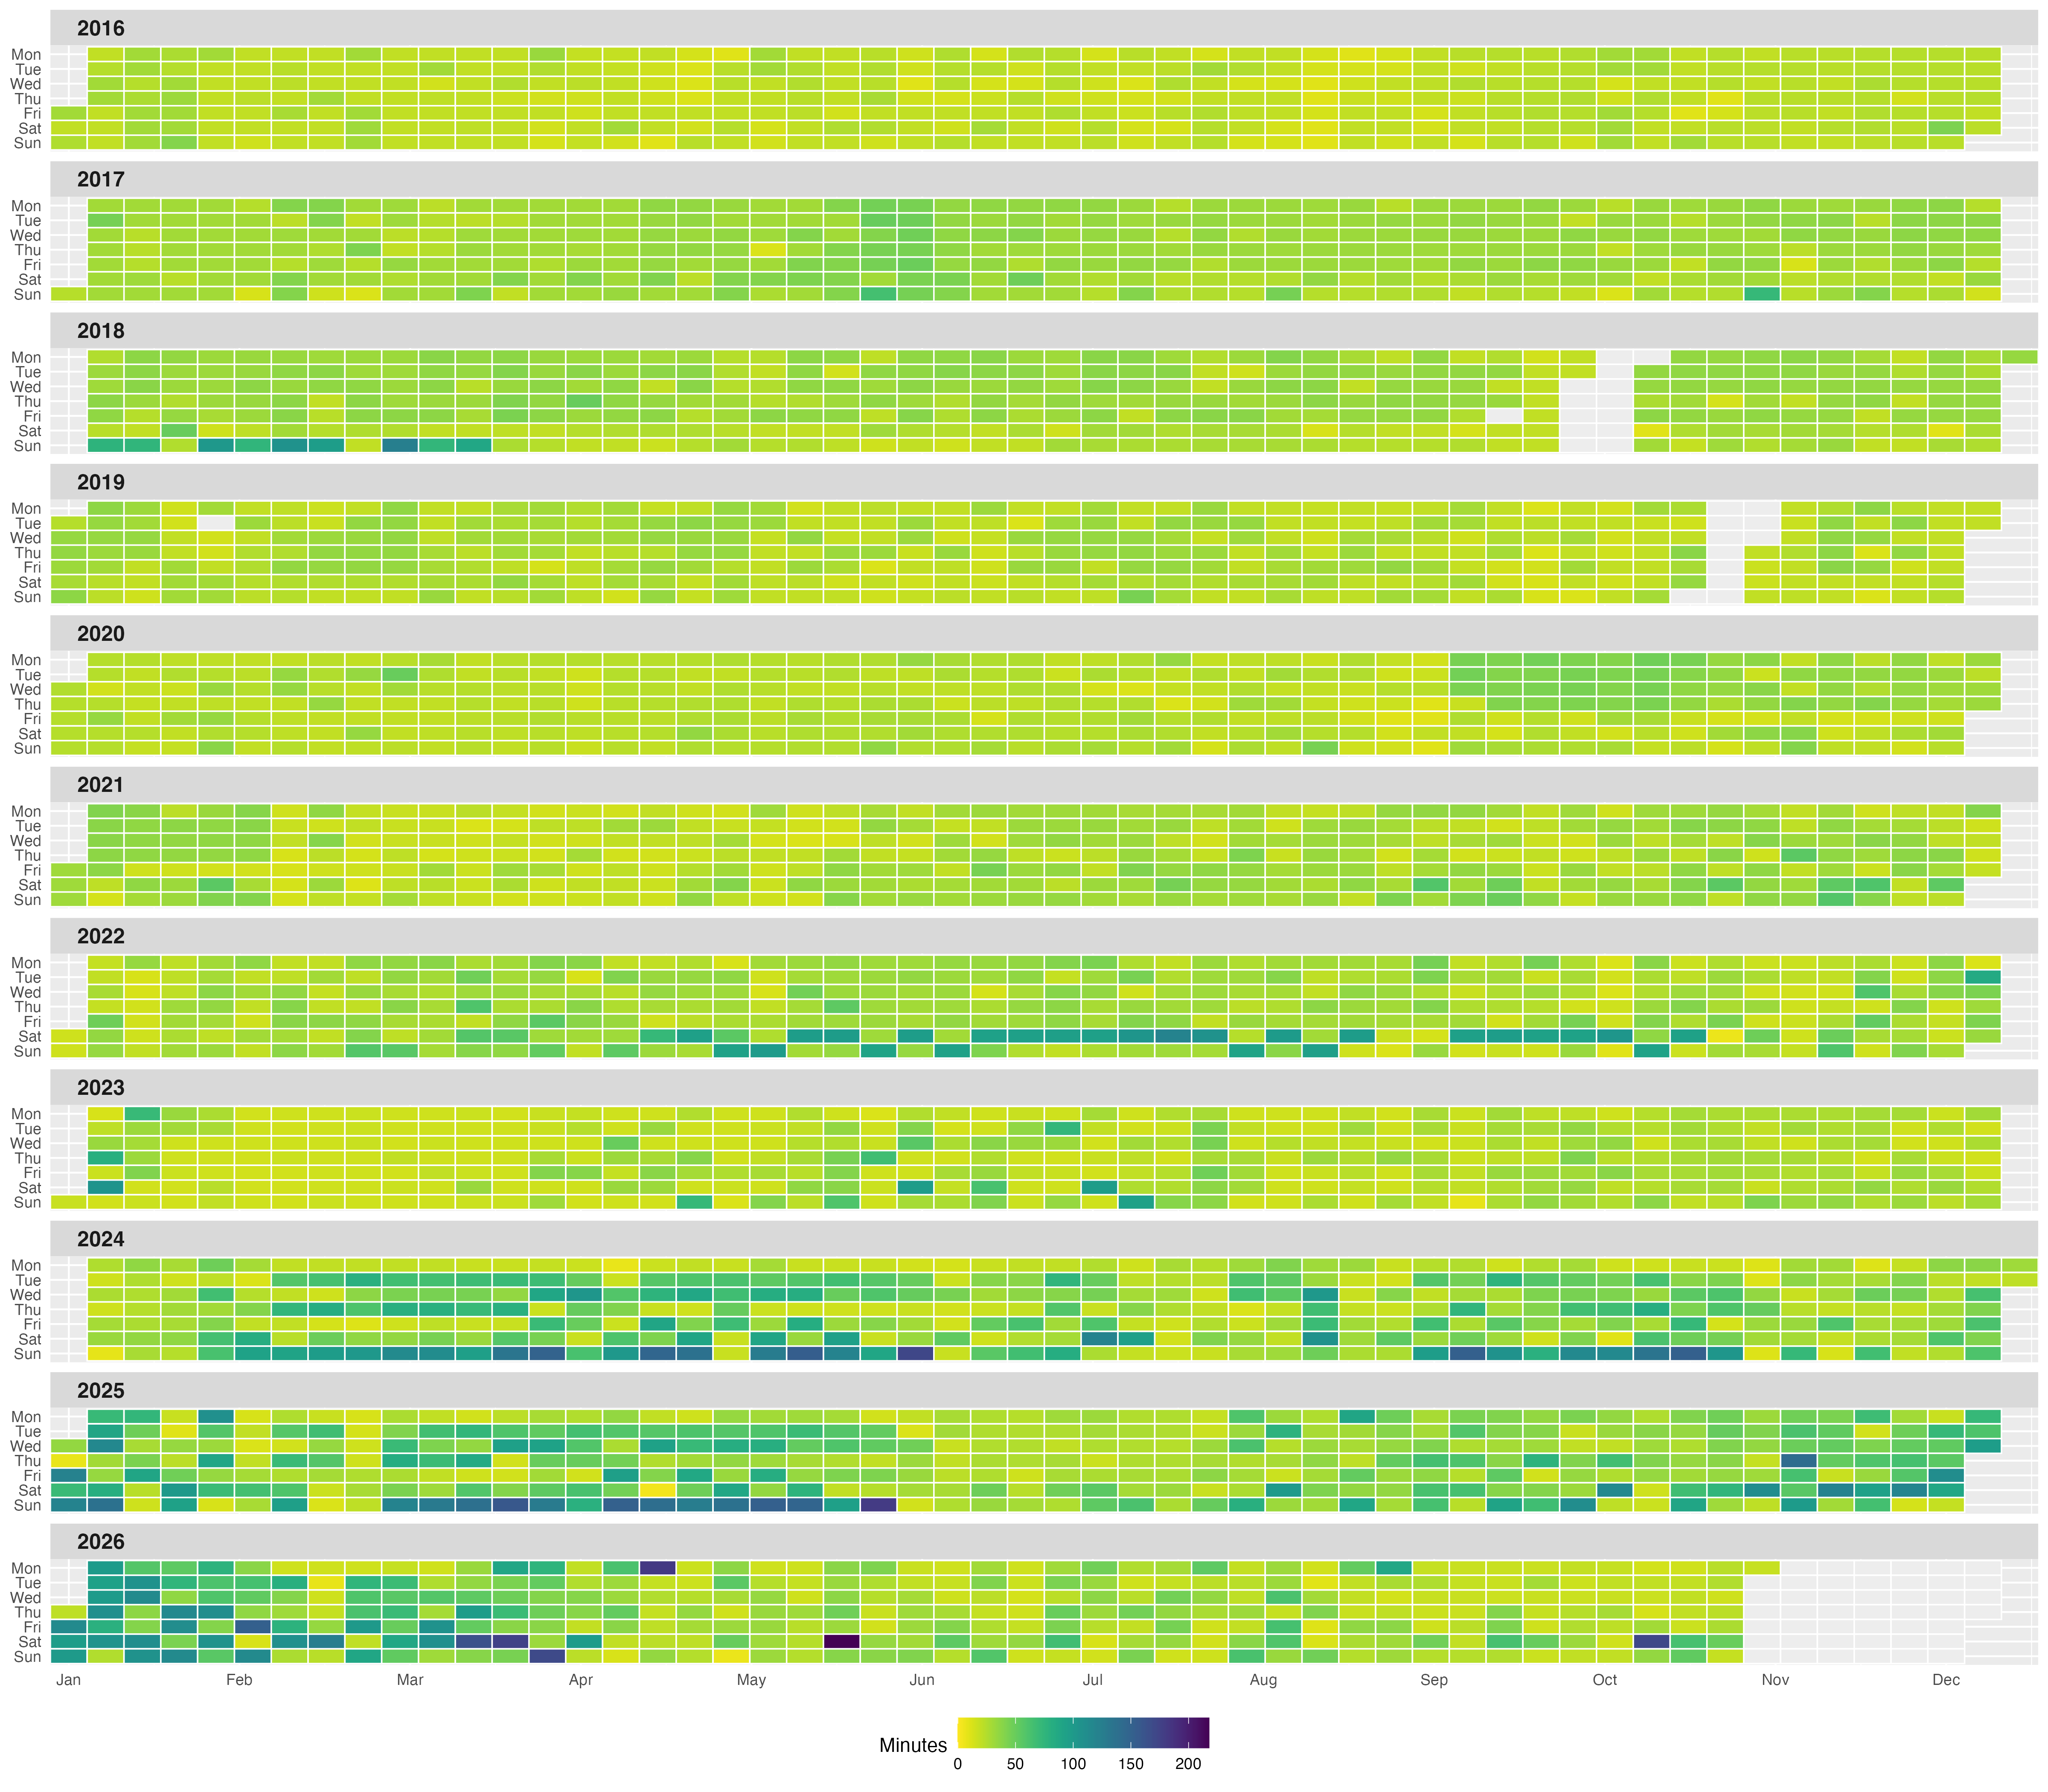 2016
Mon
Tue
Wed
Thu
Fri
Sat
Sun
2017
Mon
Tue
Wed
Thu
Fri
Sat
Sun
2018
Mon
Tue
Wed
Thu
Fri
Sat
Sun
2019
Mon
Tue
Wed
Thu
Fri
Sat
Sun
2020
Mon
Tue
Wed
Thu
Fri
Sat
Sun
2021
Mon
Tue
Wed
Thu
Fri
Sat
Sun
2022
Mon
Tue
Wed
Thu
Fri
Sat
Sun
2023
Mon
Tue
Wed
Thu
Fri
Sat
Sun
2024
Mon
Tue
Wed
Thu
Fri
Sat
Sun
2025
Mon
Tue
Wed
Thu
Fri
Sat
Sun
2026
Mon
Tue
Wed
Thu
Fri
Sat
Sun
Jan Feb Mar Apr May Jun Jul Aug Sep Oct Nov Dec
Minutes
0 50 100 150 200